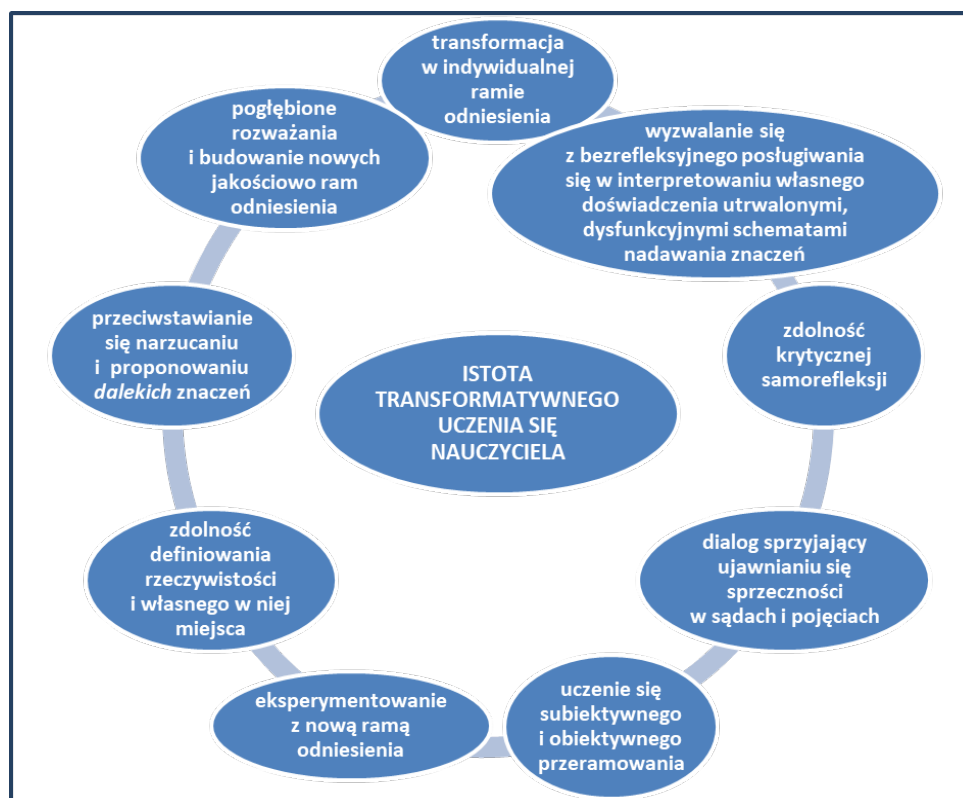 transformacja
w indywidualnej
ramie
odniesienia
wyzwalanie się
z bezrefleksyjnego posługiwania
się w interpretowaniu własnego
doświadczenia utrwalonymi,
dysfunkcyjnymi schematami
nadawania znaczeń
zdolność
krytycznej
samorefleksji
dialog sprzyjający
ujawnianiu się
sprzeczności
w sądach i pojęciach
uczenie się
subiektywnego
i obiektywnego
przeramowania
eksperymentowanie
z nową ramą
odniesienia
zdolność
definiowania
rzeczywistości
i własnego w niej
miejsca
przeciwstawianie
się narzucaniu
i proponowaniu
dalekich znaczeń
pogłębione
rozważania
i budowanie nowych
jakościowo ram
odniesienia
ISTOTA
TRANSFORMATYWNEGO
UCZENIA SIĘ
NAUCZYCIELA